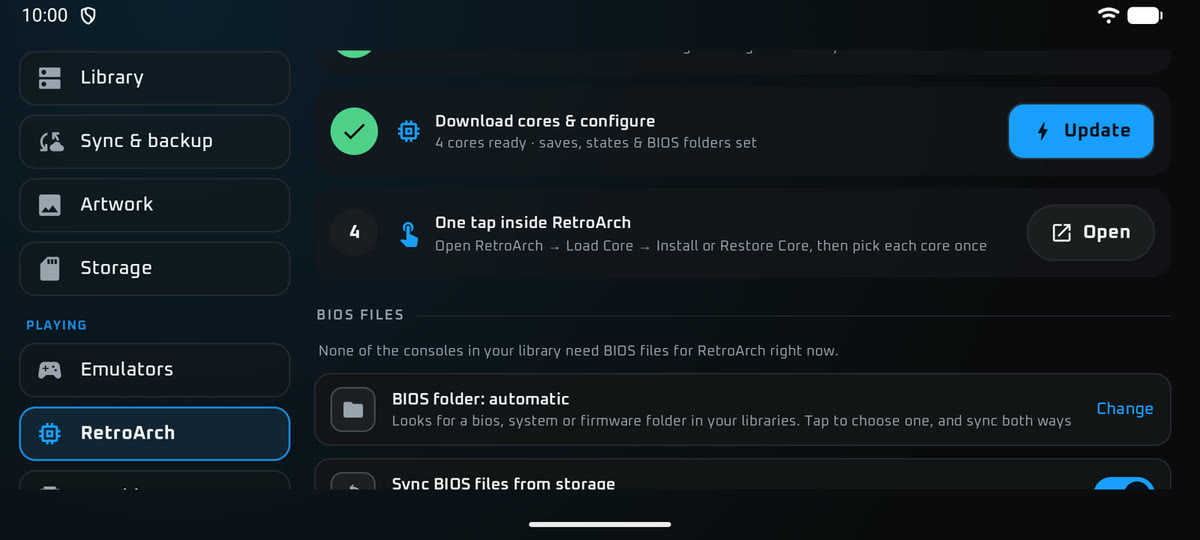 10:00
Library
Sync & backup
Artwork
Storage
PLAYING
Emulators
RetroArch
Download cores & configure
4 cores ready · saves, states & BIOS folders set
Update
4
One tap inside RetroArch
Open RetroArch → Load Core → Install or Restore Core, then pick each core once
Open
BIOS FILES
None of the consoles in your library need BIOS files for RetroArch right now.
BIOS folder: automatic
Looks for a bios, system or firmware folder in your libraries. Tap to choose one, and sync both ways
Change
Sync BIOS files from storage